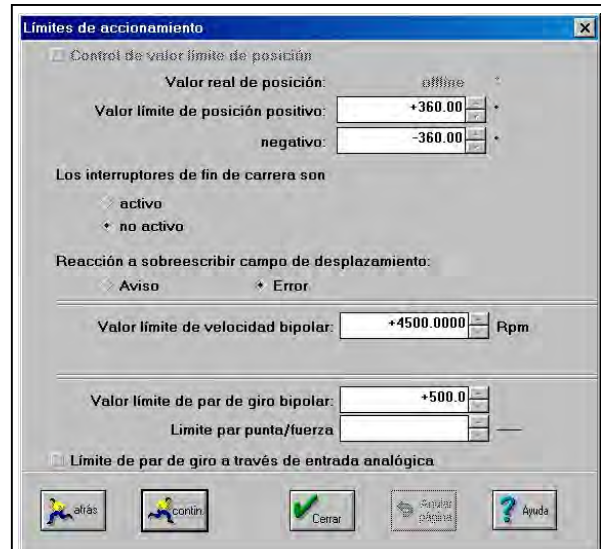 Límites de accionamiento
Control de valor límite de posición
Valor real de posición: offline °
Valor límite de posición positivo: +360.00 °
negativo: -360.00 °
Los interruptores de fin de carrera son
activo
no activo
Reacción a sobreescribir campo de desplazamiento:
Aviso Error
Valor límite de velocidad bipolar: +4500.0000 Rpm
Valor límite de par de giro bipolar: +500.0
Limite par punta/fuerza
Límite de par de giro a través de entrada analógica
atrás contin. Cerrar Anular página Ayuda